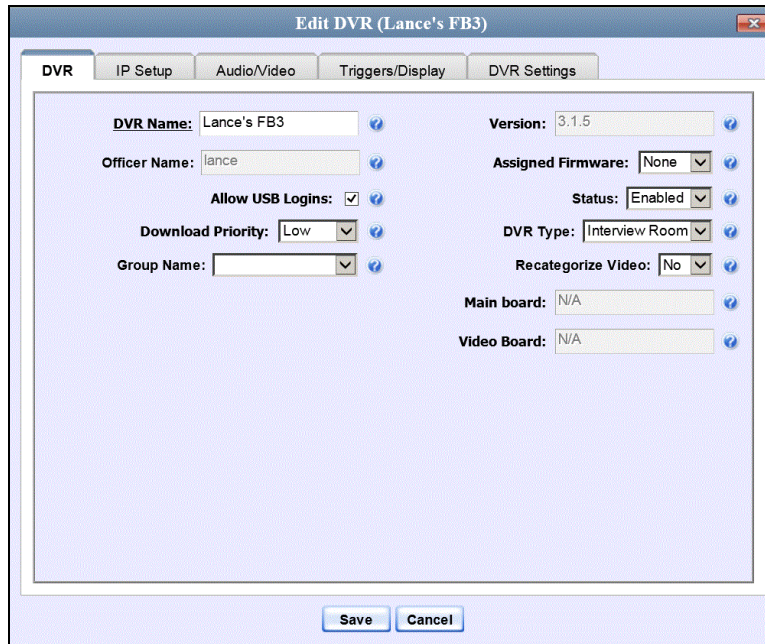 Edit DVR (Lance's FB3)
DVR
IP Setup
Audio/Video
Triggers/Display
DVR Settings
DVR Name: Lance's FB3
Officer Name: lance
Allow USB Logins:
Download Priority: Low
Group Name:
Version: 3.1.5
Assigned Firmware: None
Status: Enabled
DVR Type: Interview Room
Recategorize Video: No
Main board: N/A
Video Board: N/A
Save
Cancel